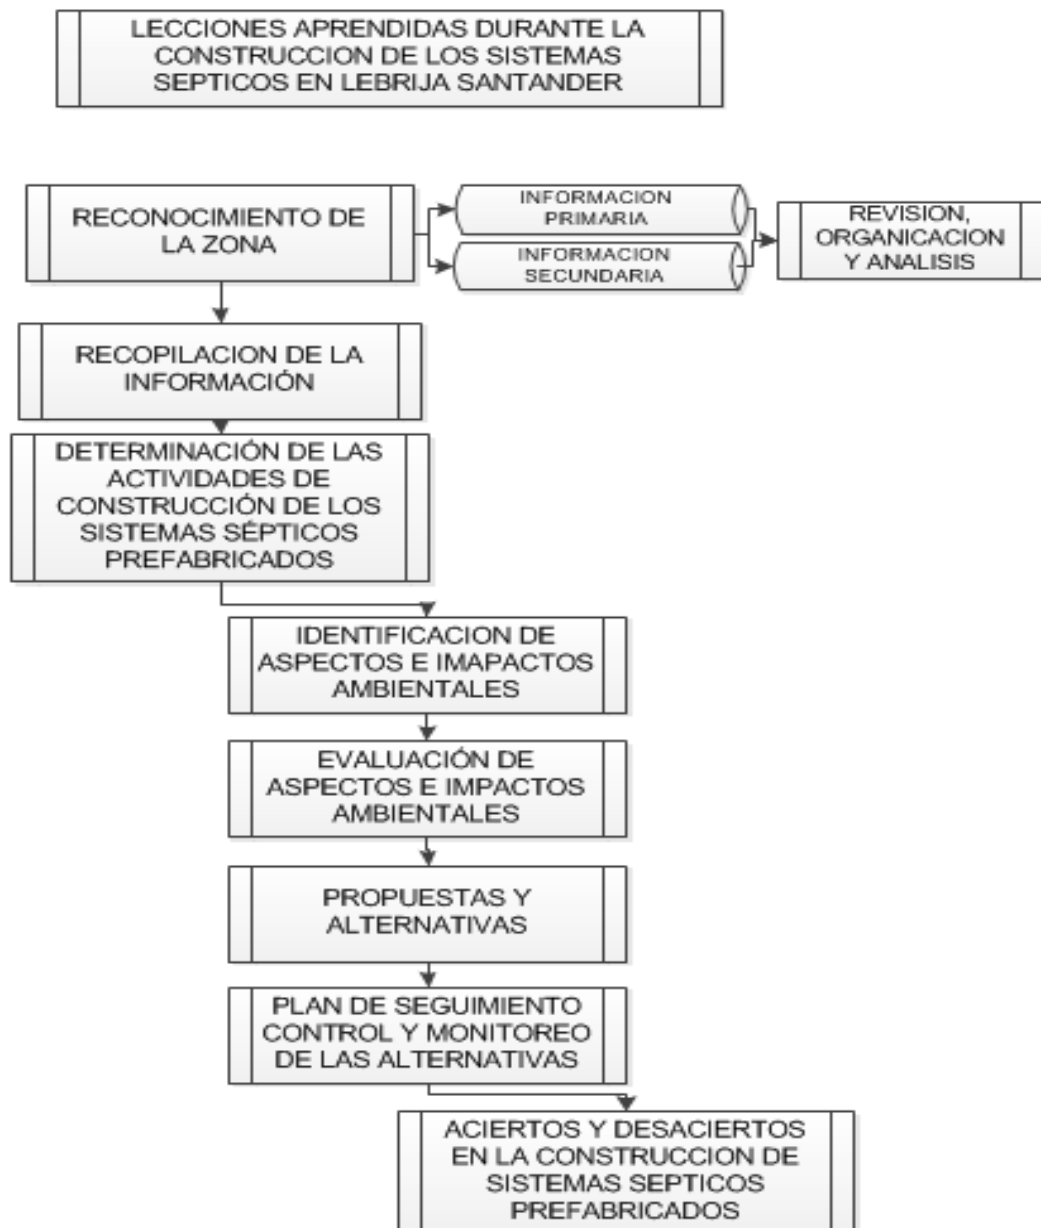 LECCIONES APRENDIDAS DURANTE LA
CONSTRUCCION DE LOS SISTEMAS
SEPTICOS EN LEBRIJA SANTANDER
RECONOCIMIENTO DE
LA ZONA
INFORMACION
PRIMARIA
INFORMACION
SECUNDARIA
REVISION,
ORGANICACION
Y ANALISIS
RECOPILACION DE LA
INFORMACIÓN
DETERMINACIÓN DE LAS
ACTIVIDADES DE
CONSTRUCCIÓN DE LOS
SISTEMAS SÉPTICOS
PREFABRICADOS
IDENTIFICACION DE
ASPECTOS E IMAPACTOS
AMBIENTALES
EVALUACIÓN DE
ASPECTOS E IMPACTOS
AMBIENTALES
PROPUESTAS Y
ALTERNATIVAS
PLAN DE SEGUIMIENTO
CONTROL Y MONITOREO
DE LAS ALTERNATIVAS
ACIERTOS Y DESACIERTOS
EN LA CONSTRUCCION DE
SISTEMAS SEPTICOS
PREFABRICADOS